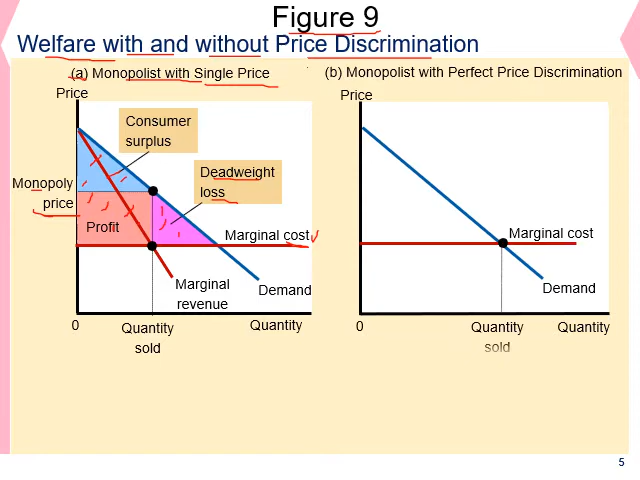 Figure 9
Welfare with and without Price Discrimination
(a) Monopolist with Single Price
Price
Consumer
surplus
Deadweight
loss
Monopoly
price
Profit
Marginal cost
Marginal
revenue
Demand
0
Quantity
sold
Quantity
(b) Monopolist with Perfect Price Discrimination
Price
Marginal cost
Demand
0
Quantity
sold
Quantity
5